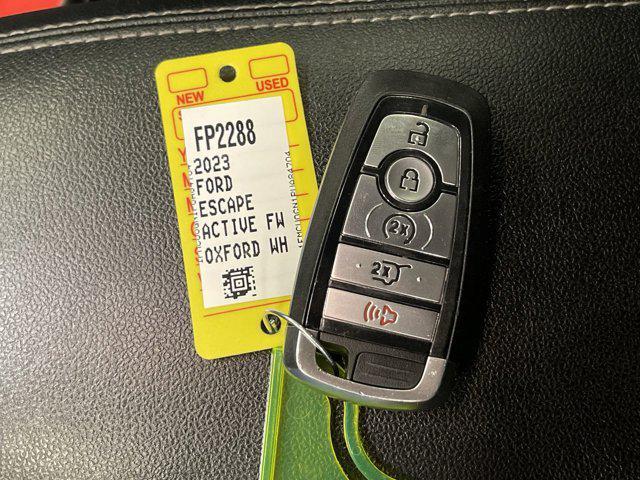 NEW
USED
FP2288
2023
FORD
ESCAPE
ACTIVE FW
OXFORD WH
2x
2x